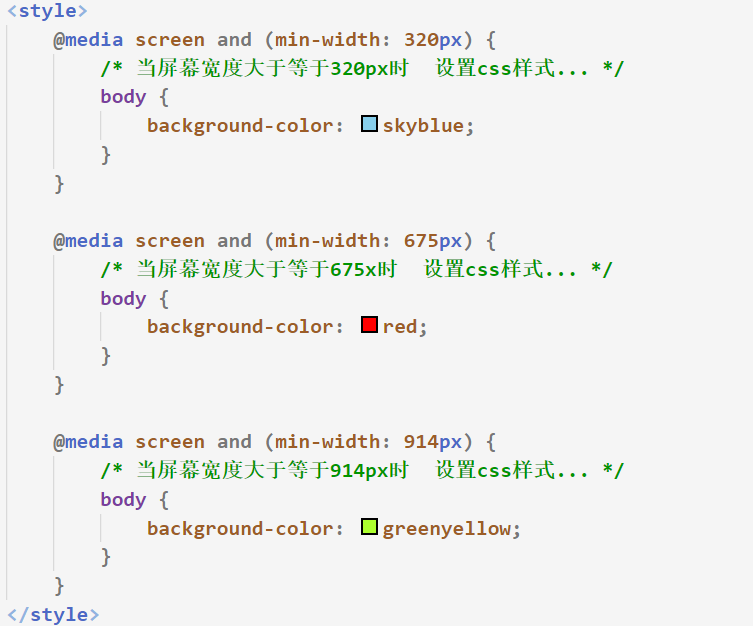 <style>
@media screen and (min-width: 320px) {
/* 当屏幕宽度大于等于320px时  设置css样式... */
body {
background-color: skyblue;
}
}
@media screen and (min-width: 675px) {
/* 当屏幕宽度大于等于675x时  设置css样式... */
body {
background-color: red;
}
}
@media screen and (min-width: 914px) {
/* 当屏幕宽度大于等于914px时  设置css样式... */
body {
background-color: greenyellow;
}
}
</style>